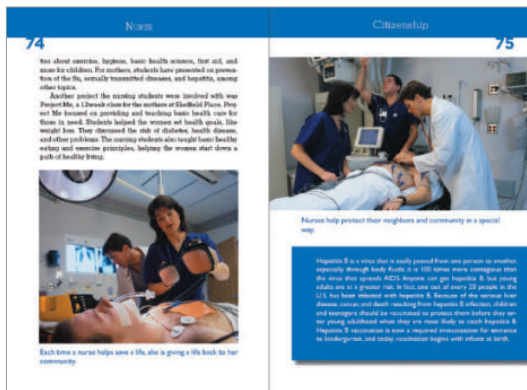 NURSE
74
ties about exercise, hygiene, basic health science, first aid, and
more for children. For mothers, students have presented on preven-
tion of the flu, sexually transmitted diseases, and hepatitis, among
other topics.
Another project the nursing students were involved with was
Project Me, a 12-week class for the mothers at Sheffield Place. Proj-
ect Me focused on providing and teaching basic health care for
those in need. Students helped the women set health goals, like
weight loss. They discussed the risk of diabetes, health disease,
and other problems. The nursing students also taught basic healthy
eating and exercise principles, helping the women start down a
path of healthy living.
Each time a nurse helps save a life, she is giving a life back to her
community.
Citizenship
75
Nurses help protect their neighbors and community in a special
way.
Hepatitis B is a virus that is easily passed from one person to another,
especially through body fluids; it is 100 times more contagious than
the virus that spreads AIDS. Anyone can get hepatitis B, but young
adults are at a greater risk. In fact, one out of every 20 people in the
U.S. has been infected with hepatitis B. Because of the serious liver
disease, cancer, and death resulting from hepatitis B infection, children
and teenagers should be vaccinated to protect them before they en-
ter young adulthood when they are most likely to catch hepatitis B.
Hepatitis B vaccination is now a required immunization for entrance
to kindergarten, and today, vaccination begins with infants at birth.